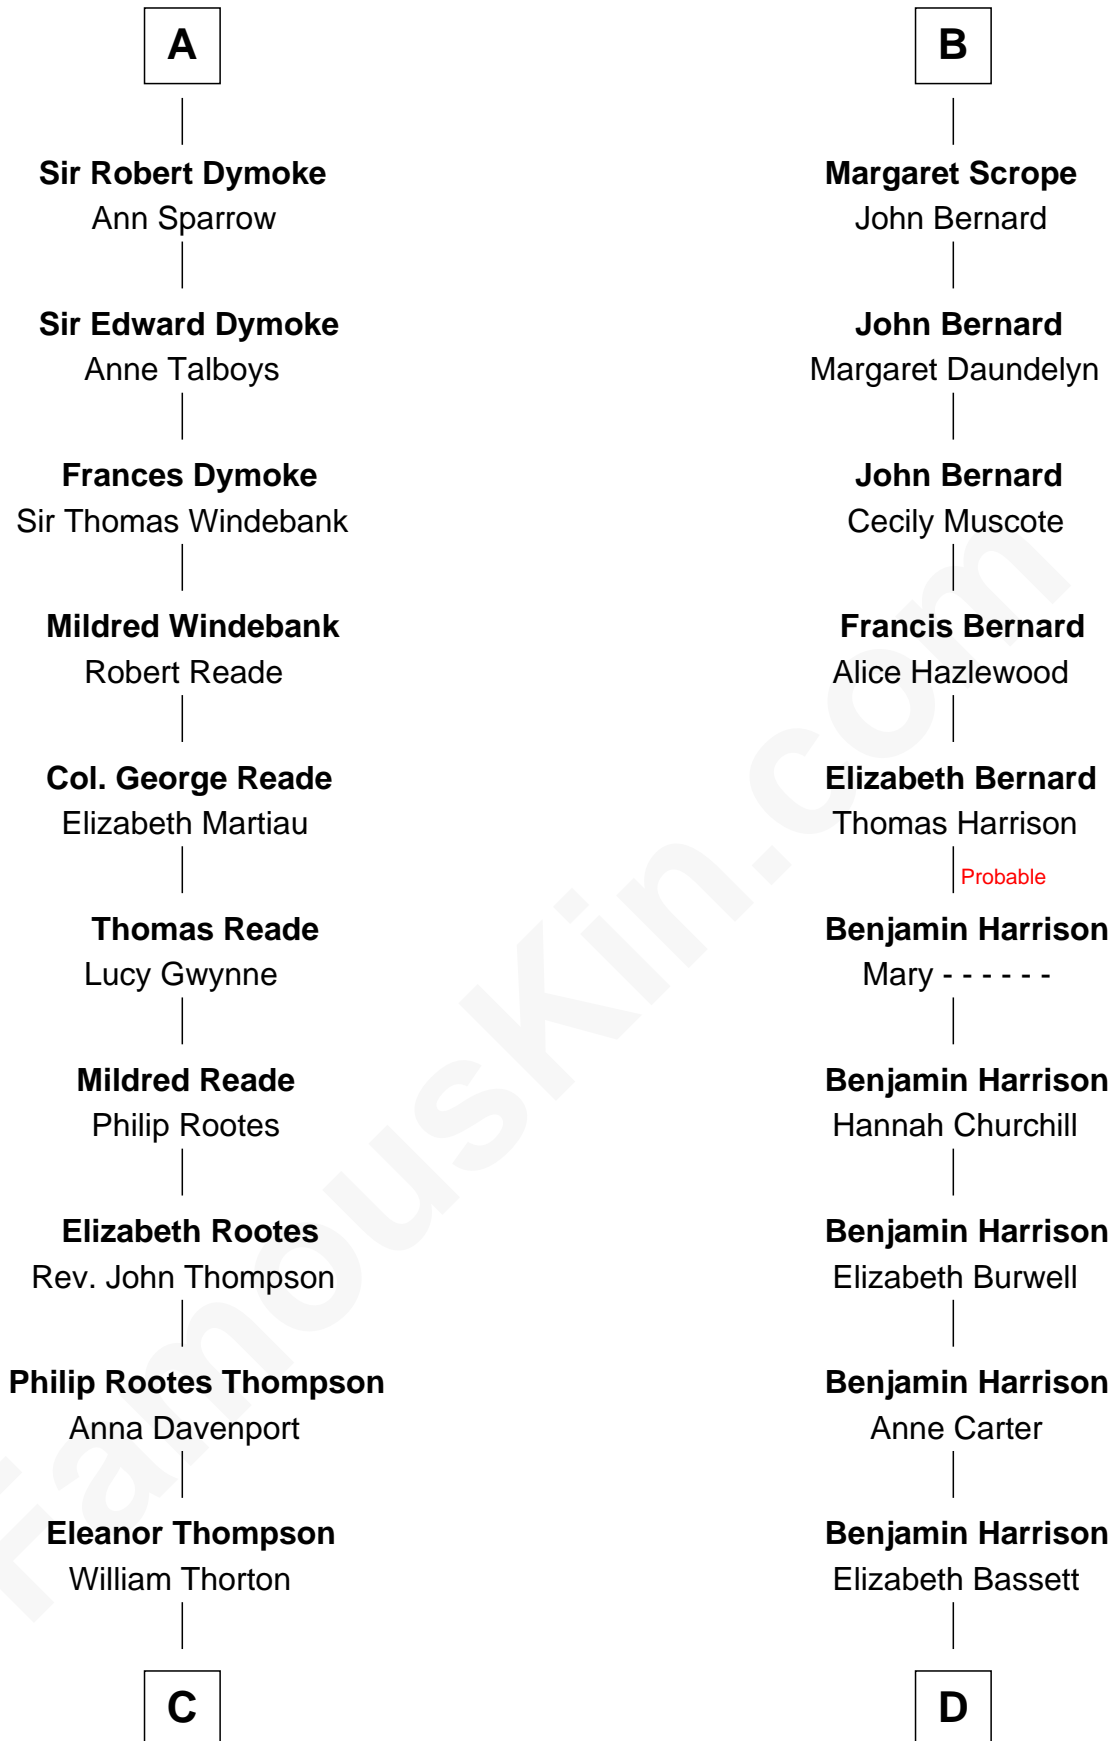 A
Sir Robert Dymoke
Ann Sparrow
Sir Edward Dymoke
Anne Talboys
Frances Dymoke
Sir Thomas Windebank
Mildred Windebank
Robert Reade
Col. George Reade
Elizabeth Martiau
Thomas Reade
Lucy Gwynne
Mildred Reade
Philip Rootes
Elizabeth Rootes
Rev. John Thompson
Philip Rootes Thompson
Anna Davenport
Eleanor Thompson
William Thorton
C
B
Margaret Scrope
John Bernard
John Bernard
Margaret Daundelyn
John Bernard
Cecily Muscote
Francis Bernard
Alice Hazlewood
Elizabeth Bernard
Thomas Harrison
Probable
Benjamin Harrison
Mary - - - - - -
Benjamin Harrison
Hannah Churchill
Benjamin Harrison
Elizabeth Burwell
Benjamin Harrison
Anne Carter
Benjamin Harrison
Elizabeth Bassett
D
FamousKin.com